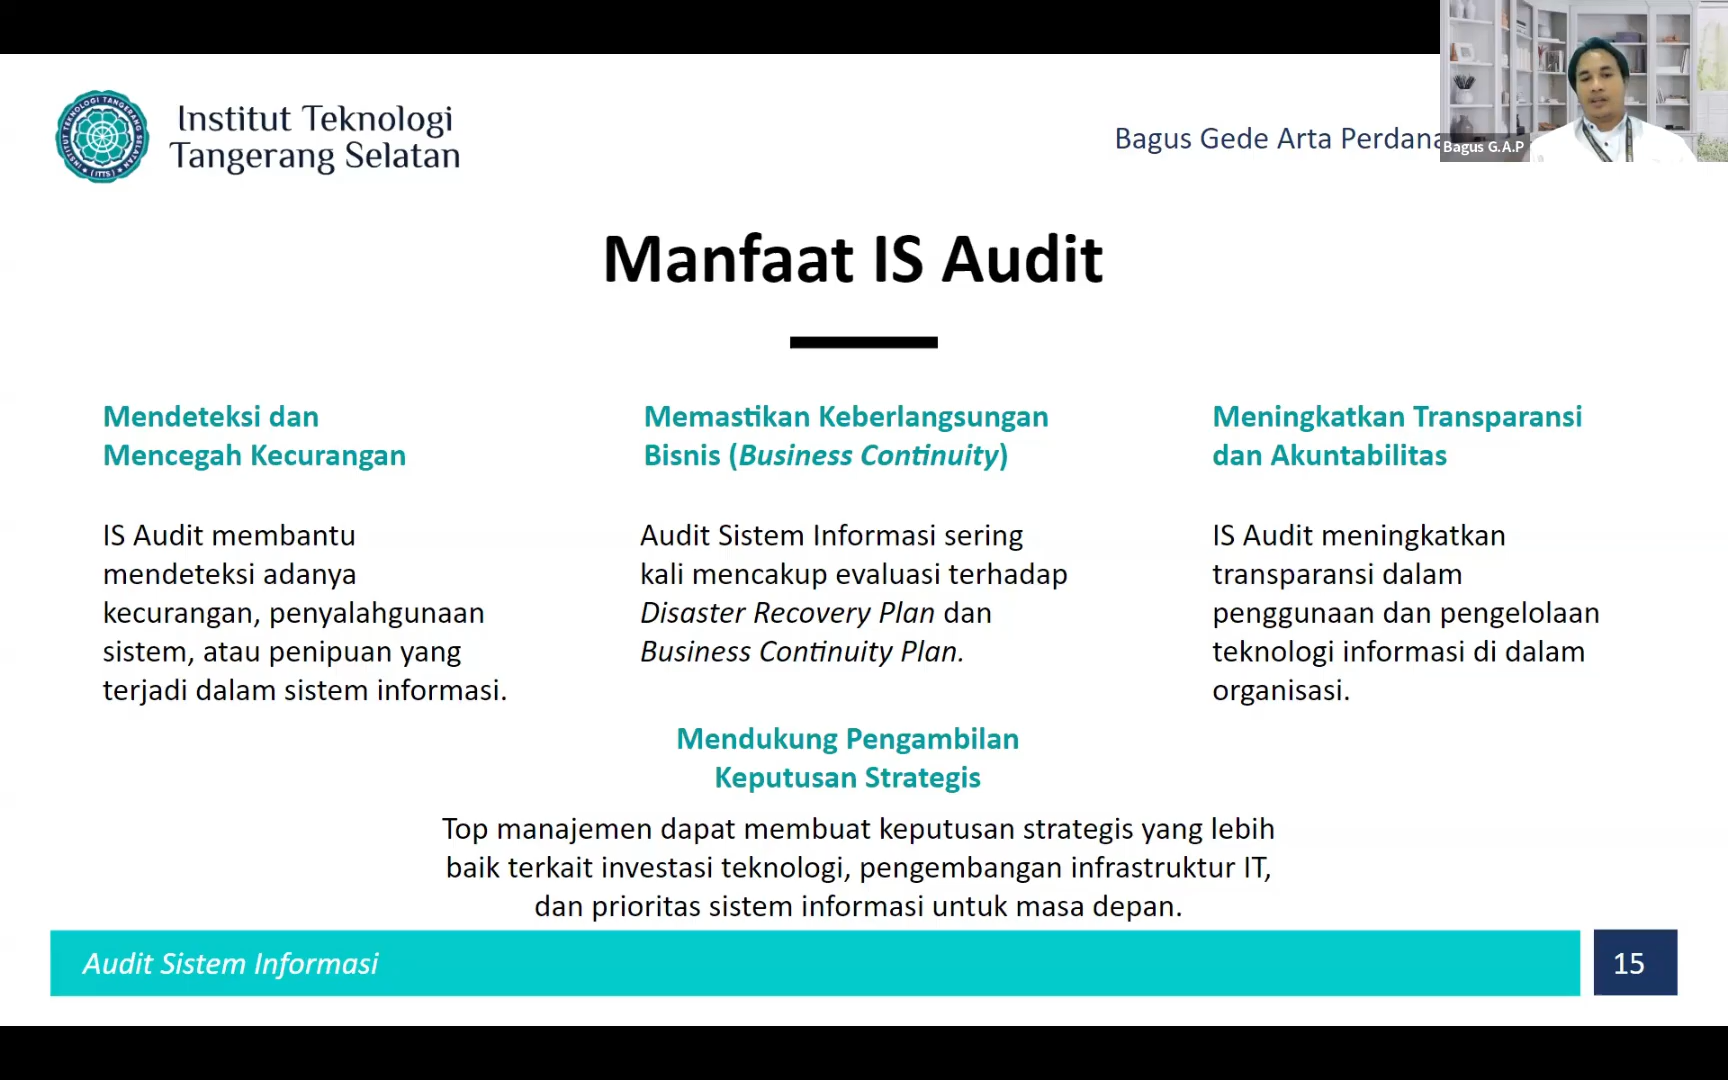 INSTITUT TEKNOLOGI TANGERANG SELATAN
(ITTS)
Institut Teknologi
Tangerang Selatan
Bagus Gede Arta Perdana
Bagus G.A.P
Manfaat IS Audit
Mendeteksi dan
Mencegah Kecurangan
IS Audit membantu
mendeteksi adanya
kecurangan, penyalahgunaan
sistem, atau penipuan yang
terjadi dalam sistem informasi.
Memastikan Keberlangsungan
Bisnis (Business Continuity)
Audit Sistem Informasi sering
kali mencakup evaluasi terhadap
Disaster Recovery Plan dan
Business Continuity Plan.
Meningkatkan Transparansi
dan Akuntabilitas
IS Audit meningkatkan
transparansi dalam
penggunaan dan pengelolaan
teknologi informasi di dalam
organisasi.
Mendukung Pengambilan
Keputusan Strategis
Top manajemen dapat membuat keputusan strategis yang lebih
baik terkait investasi teknologi, pengembangan infrastruktur IT,
dan prioritas sistem informasi untuk masa depan.
Audit Sistem Informasi
15